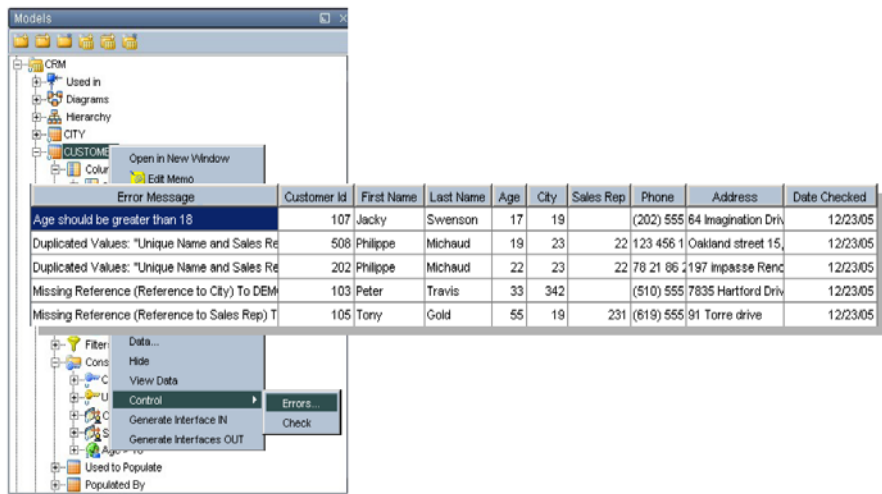 Models
CRM
Used in
Diagrams
Hierarchy
CITY
CUSTOME
Open in New Window
Colur
Edit Memo
Error Message Customer Id First Name Last Name Age City Sales Rep Phone Address Date Checked
Age should be greater than 18 107 Jacky Swenson 17 19 (202) 555 64 Imagination Driv 12/23/05
Duplicated Values: "Unique Name and Sales Re 508 Philippe Michaud 19 23 22 123 456 1 Oakland street 15, 12/23/05
Duplicated Values: "Unique Name and Sales Re 202 Philippe Michaud 22 23 22 78 21 86 2 197 impasse Renc 12/23/05
Missing Reference (Reference to City) To DEM 103 Peter Travis 33 342 (510) 555 7835 Hartford Driv 12/23/05
Missing Reference (Reference to Sales Rep) T 105 Tony Gold 55 19 231 (619) 555 91 Torre drive 12/23/05
Filter
Data...
Cons
Hide
C
View Data
U
Control
Errors...
C
Generate Interface IN
Check
S
Generate Interfaces OUT
Used to Populate
Populated By